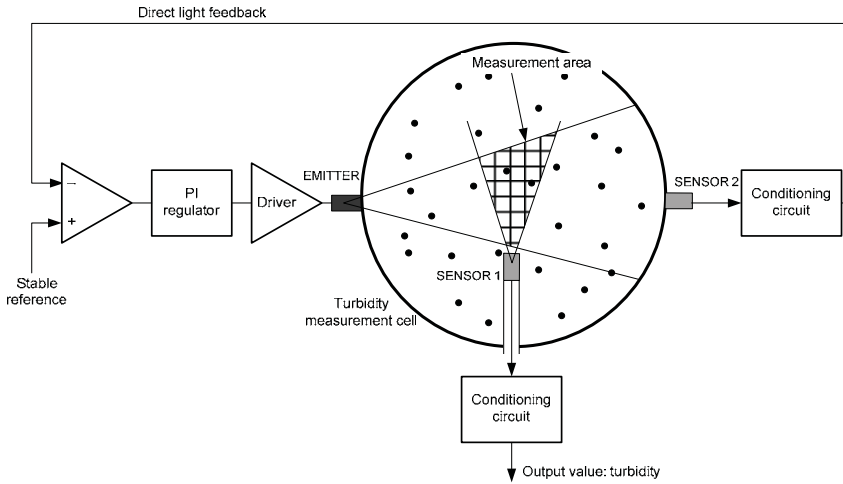 Direct light feedback
Measurement area
EMITTER
SENSOR 2
PI
regulator
Driver
Conditioning
circuit
−
+
Stable
reference
SENSOR 1
Turbidity
measurement cell
Conditioning
circuit
Output value: turbidity